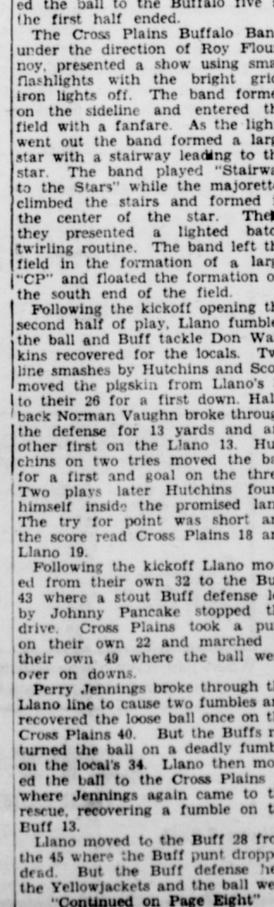 ed the ball to the Buffalo five
the first half ended.
The Cross Plains Buffalo Ban
under the direction of Roy Flou
noy, presented a show using sma
flashlights with the bright grid
iron lights off. The band forme
on the sideline and entered th
field with a fanfare. As the ligh
went out the band formed a larg
star with a stairway leading to th
star. The band played "Stairwa
to the Stars" while the majorett
climbed the stairs and formed
the center of the star. The
they presented a lighted bato
twirling routine. The band left th
field in the formation of a larg
"CP" and floated the formation o
the south end of the field.
Following the kickoff opening th
second half of play, Llano fumble
the ball and Buff tackle Don Wa
kins recovered for the locals. Tw
line smashes by Hutchins and Sco
moved the pigskin from Llano's
to their 26 for a first down. Hal
back Norman Vaughn broke throug
the defense for 13 yards and a
other first on the Llano 13. Hu
chins on two tries moved the ba
for a first and goal on the thre
Two plays later Hutchins foun
himself inside the promised lan
The try for point was short an
the score read Cross Plains 18 a
Llano 19.
Following the kickoff Llano mo
ed from their own 32 to the Bu
43 where a stout Buff defense l
by Johnny Pancake stopped t
drive. Cross Plains took a pu
on their own 22 and marched
their own 49 where the ball we
over on downs.
Perry Jennings broke through t
Llano line to cause two fumbles a
recovered the loose ball once on t
Cross Plains 40. But the Buffs r
turned the ball on a deadly fumb
on the local's 34. Llano then mo
ed the ball to the Cross Plains
where Jennings again came to t
rescue, recovering a fumble on t
Buff 13.
Llano moved to the Buff 28 fro
the 45 where the Buff punt dropp
dead. But the Buff defense he
the Yellowjackets and the ball we
"Continued on Page Eight"